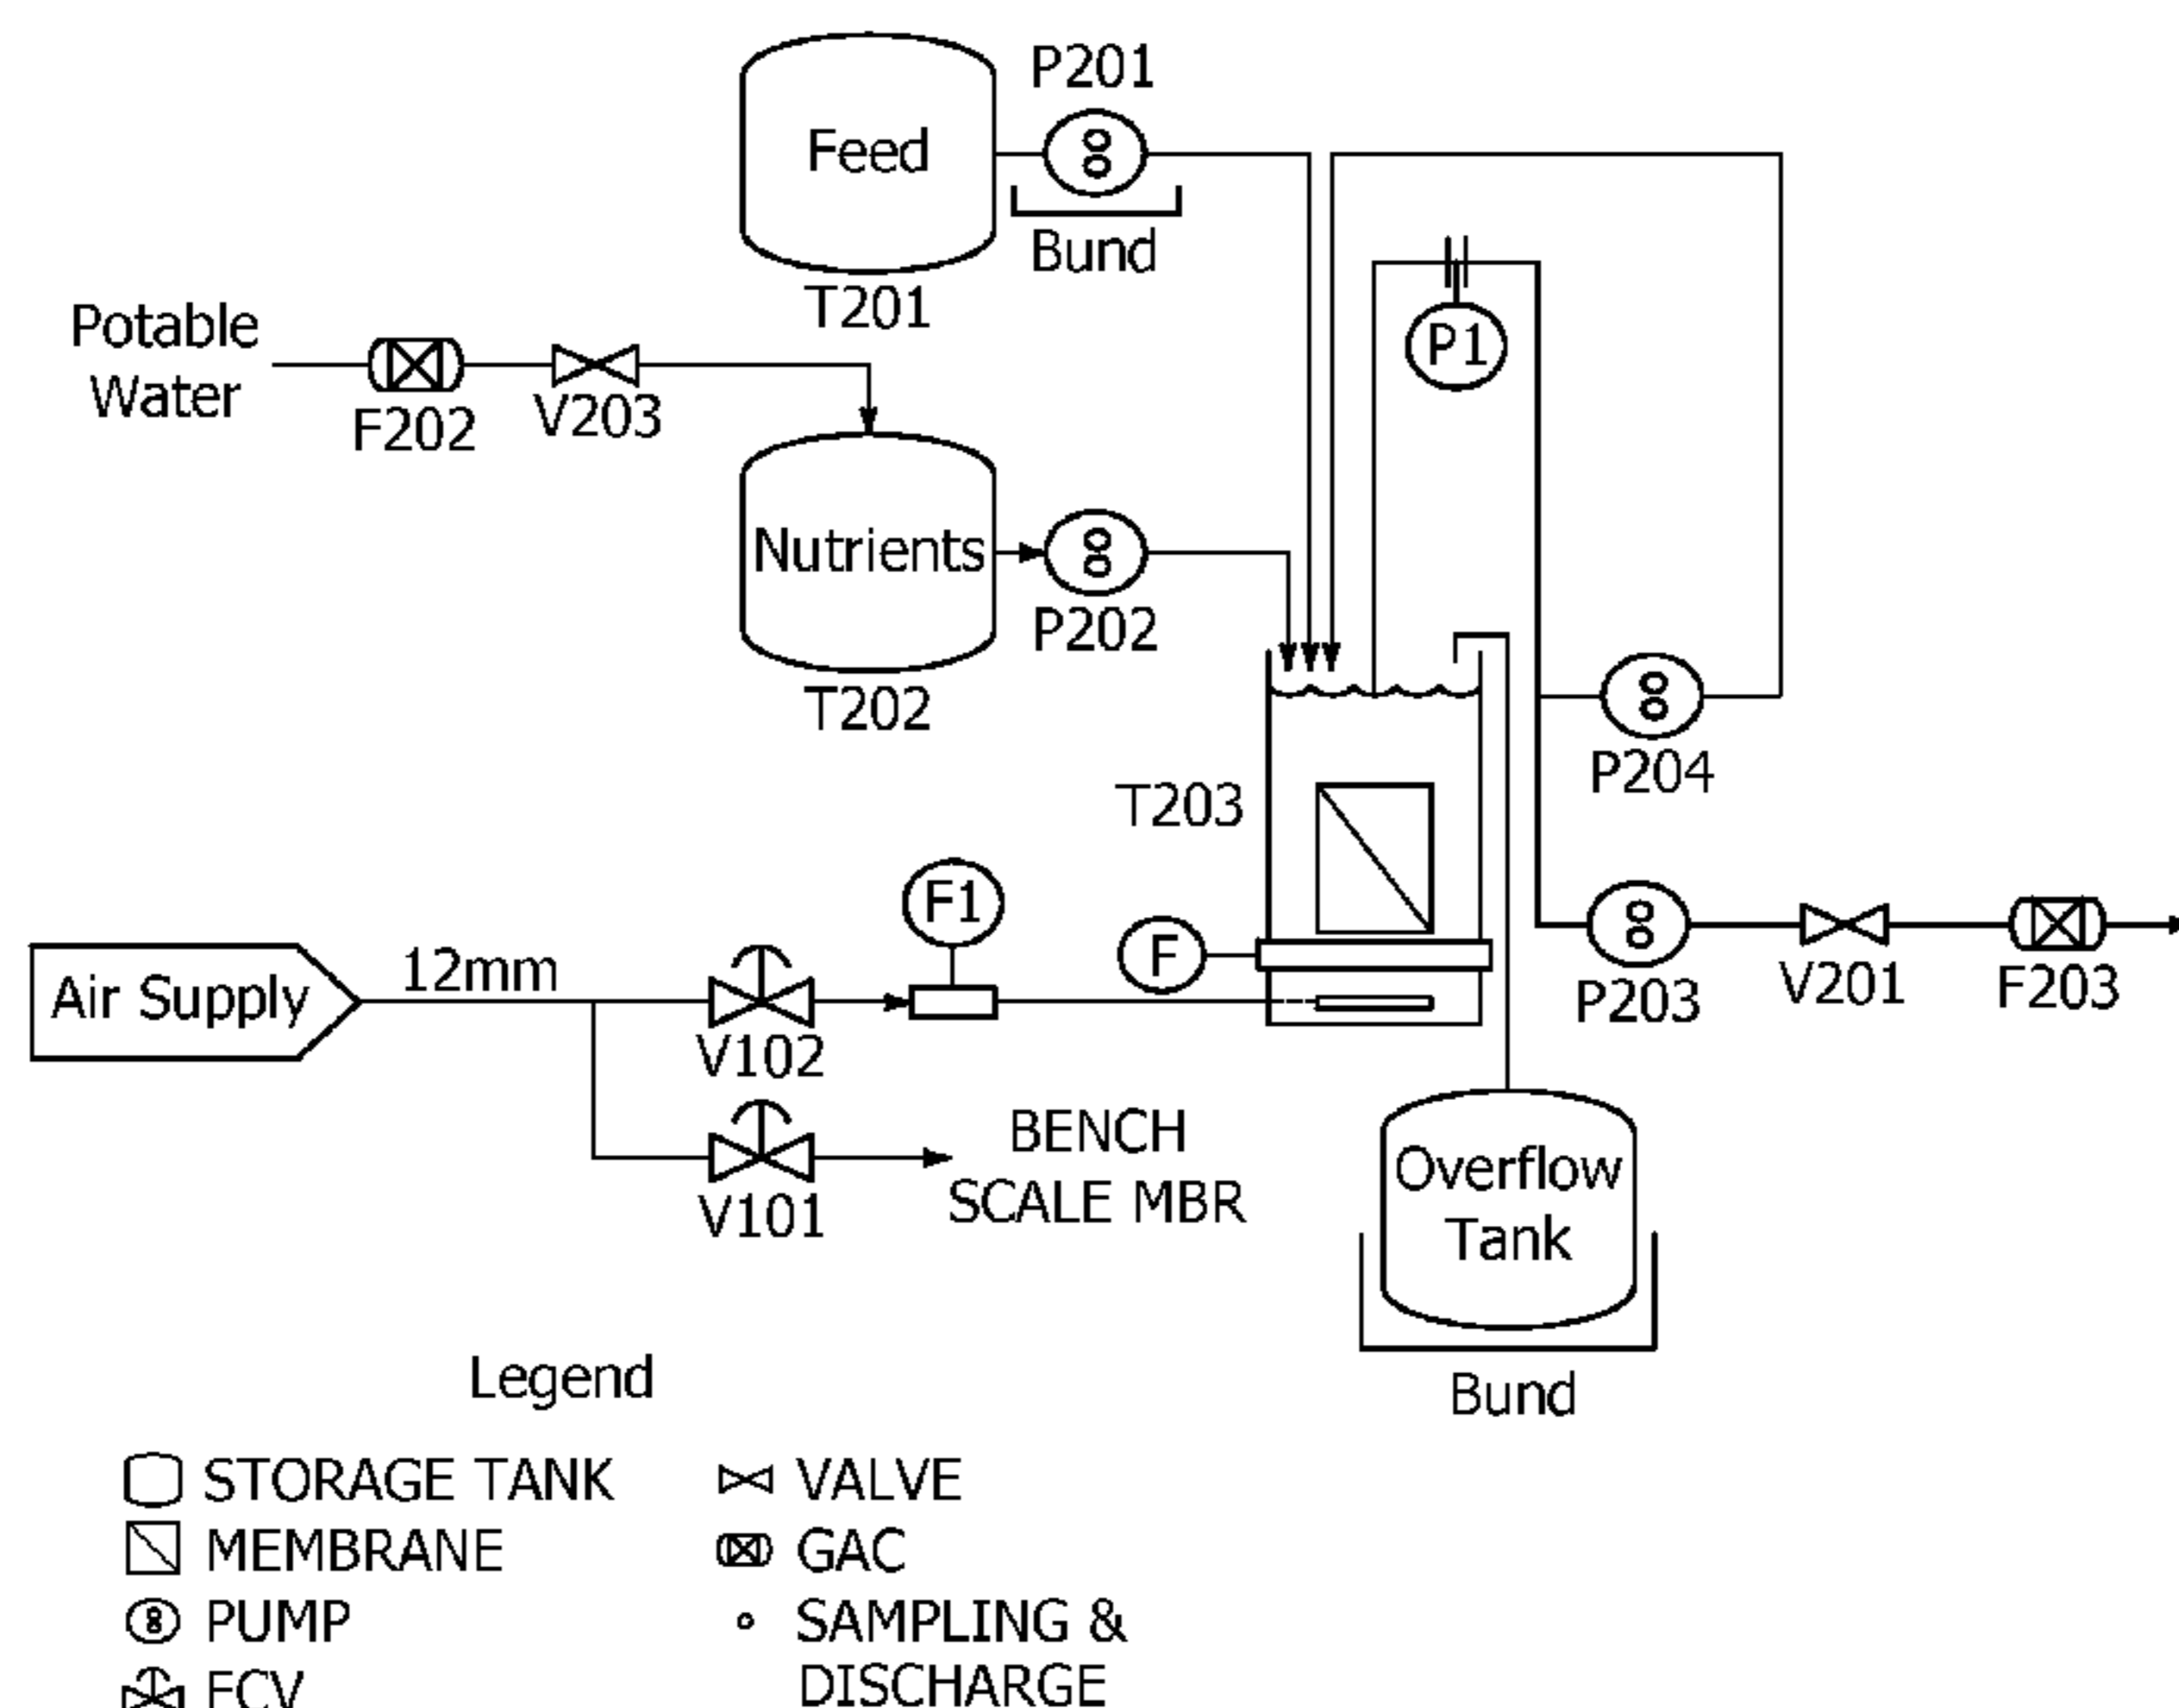 P201
Feed
Bund
T201
Potable
Water
F202
V203
P1
Nutrients
P202
T202
P204
T203
F1
F
Air Supply
12mm
V102
P203
V201
F203
BENCH
SCALE MBR
V101
Overflow
Tank
Bund
Legend
STORAGE TANK
VALVE
MEMBRANE
GAC
PUMP
SAMPLING &
DISCHARGE
FCV